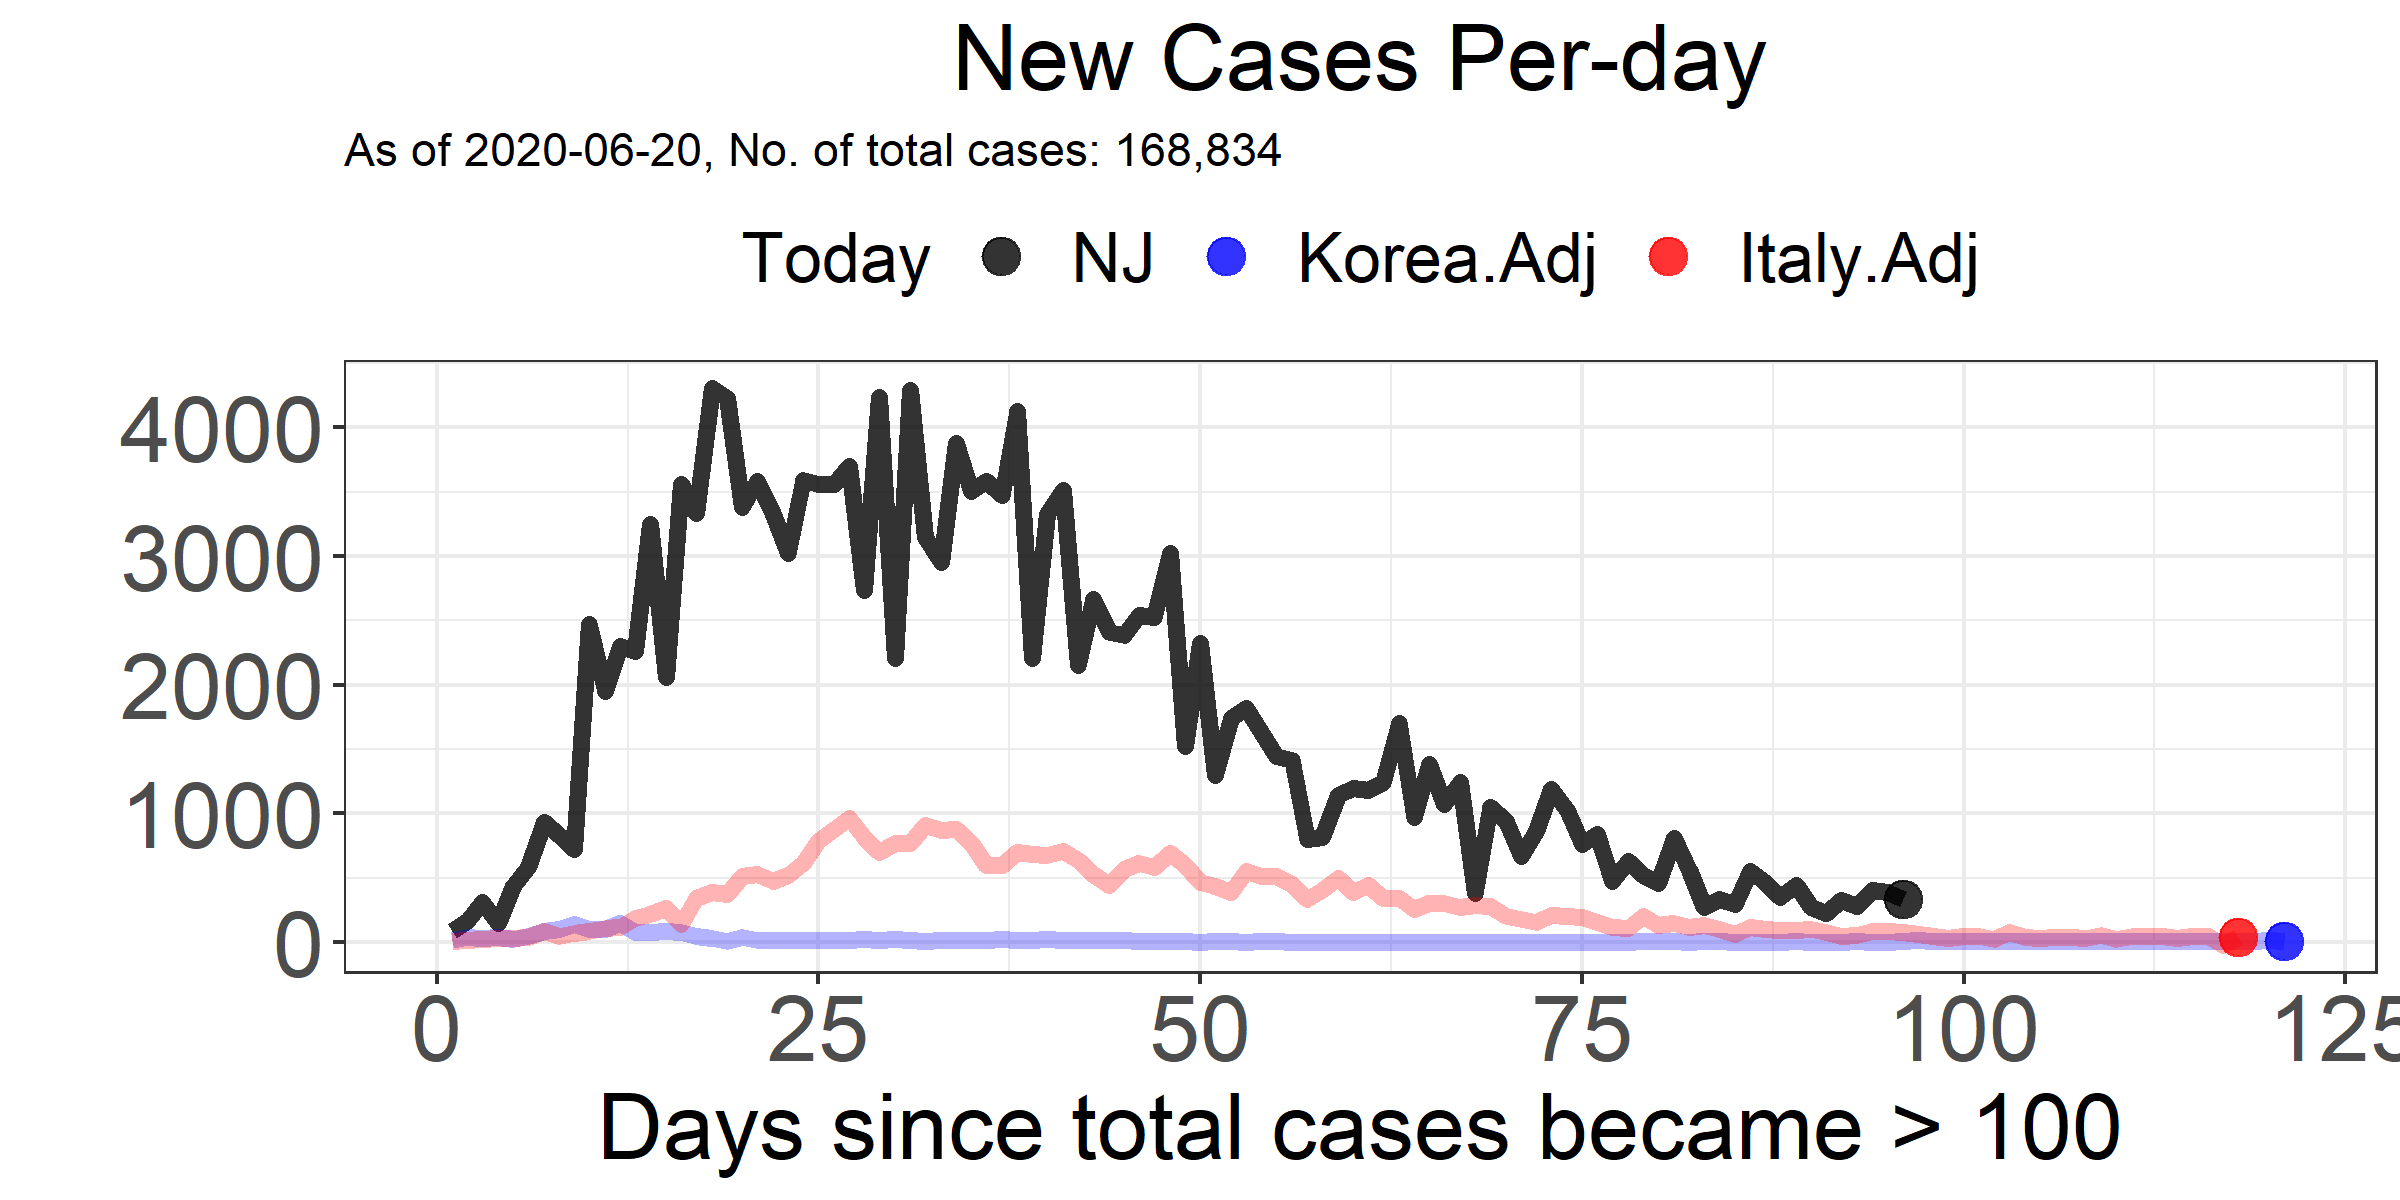 New Cases Per-day
As of 2020-06-20, No. of total cases: 168,834
Today NJ Korea.Adj Italy.Adj
4000
3000
2000
1000
0
0 25 50 75 100 125
Days since total cases became > 100